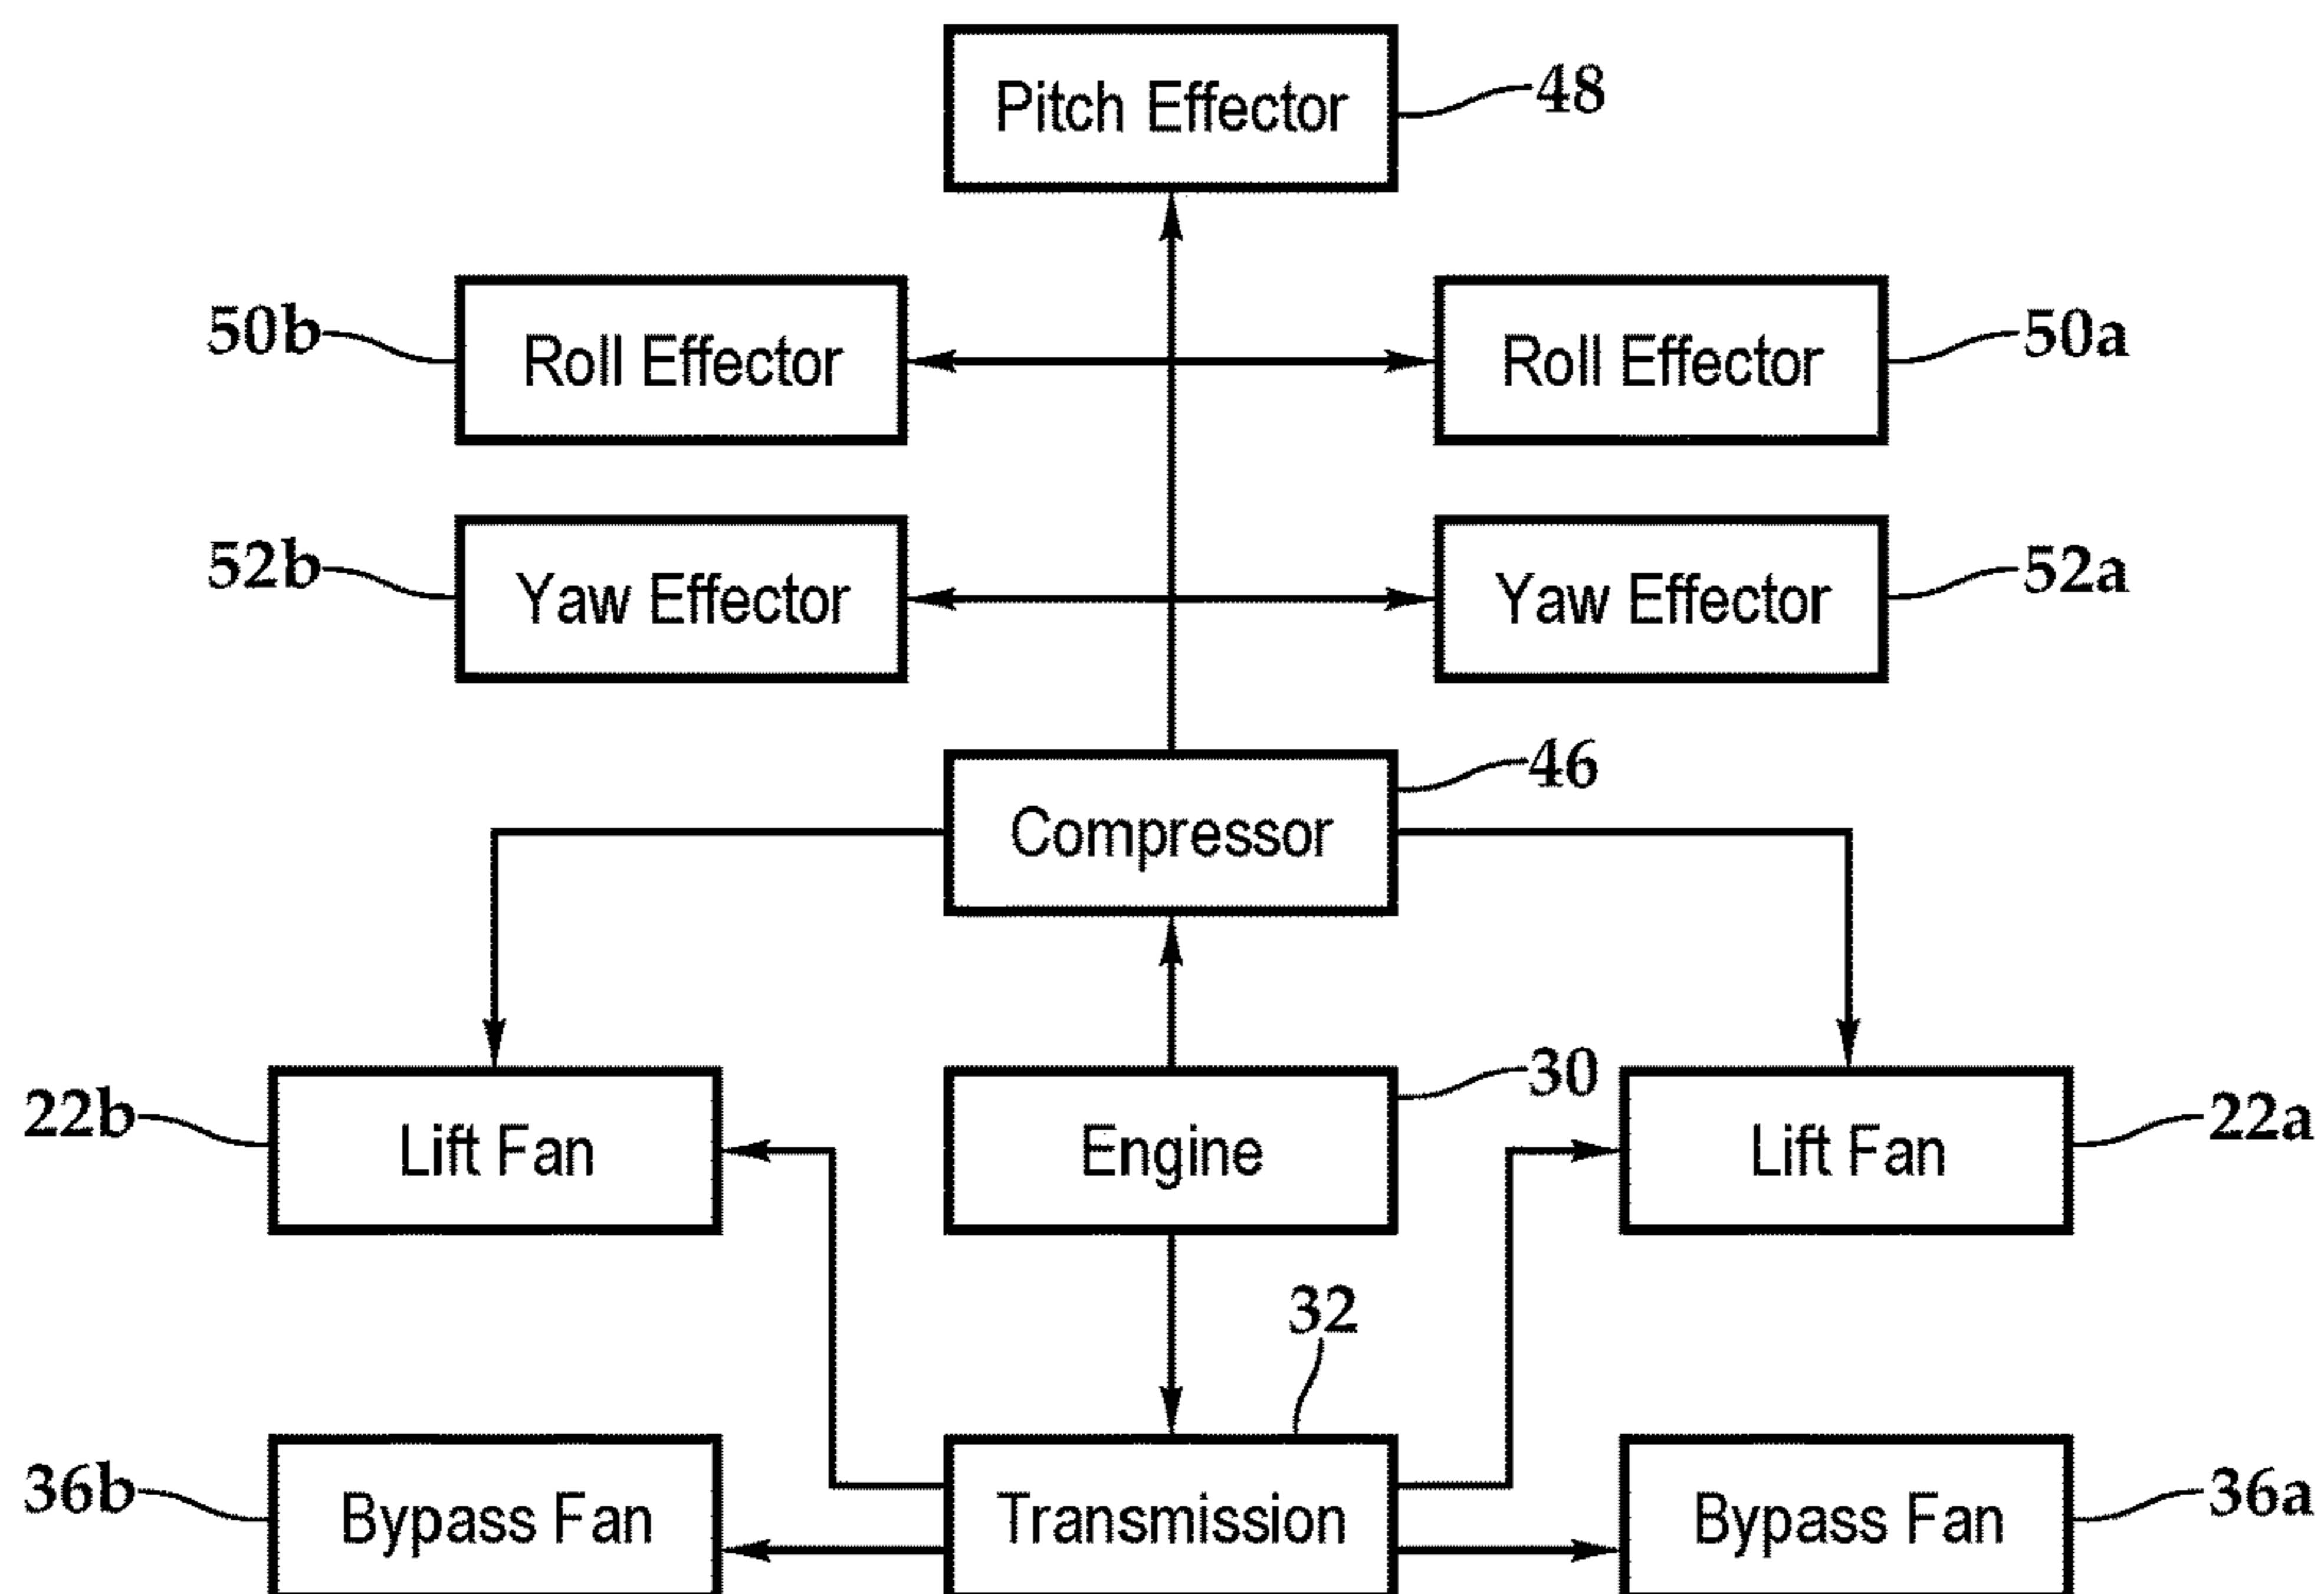 Pitch Effector
48
50b
Roll Effector
Roll Effector
50a
52b
Yaw Effector
Yaw Effector
52a
Compressor
46
22b
Lift Fan
Engine
30
Lift Fan
22a
32
36b
Bypass Fan
Transmission
Bypass Fan
36a